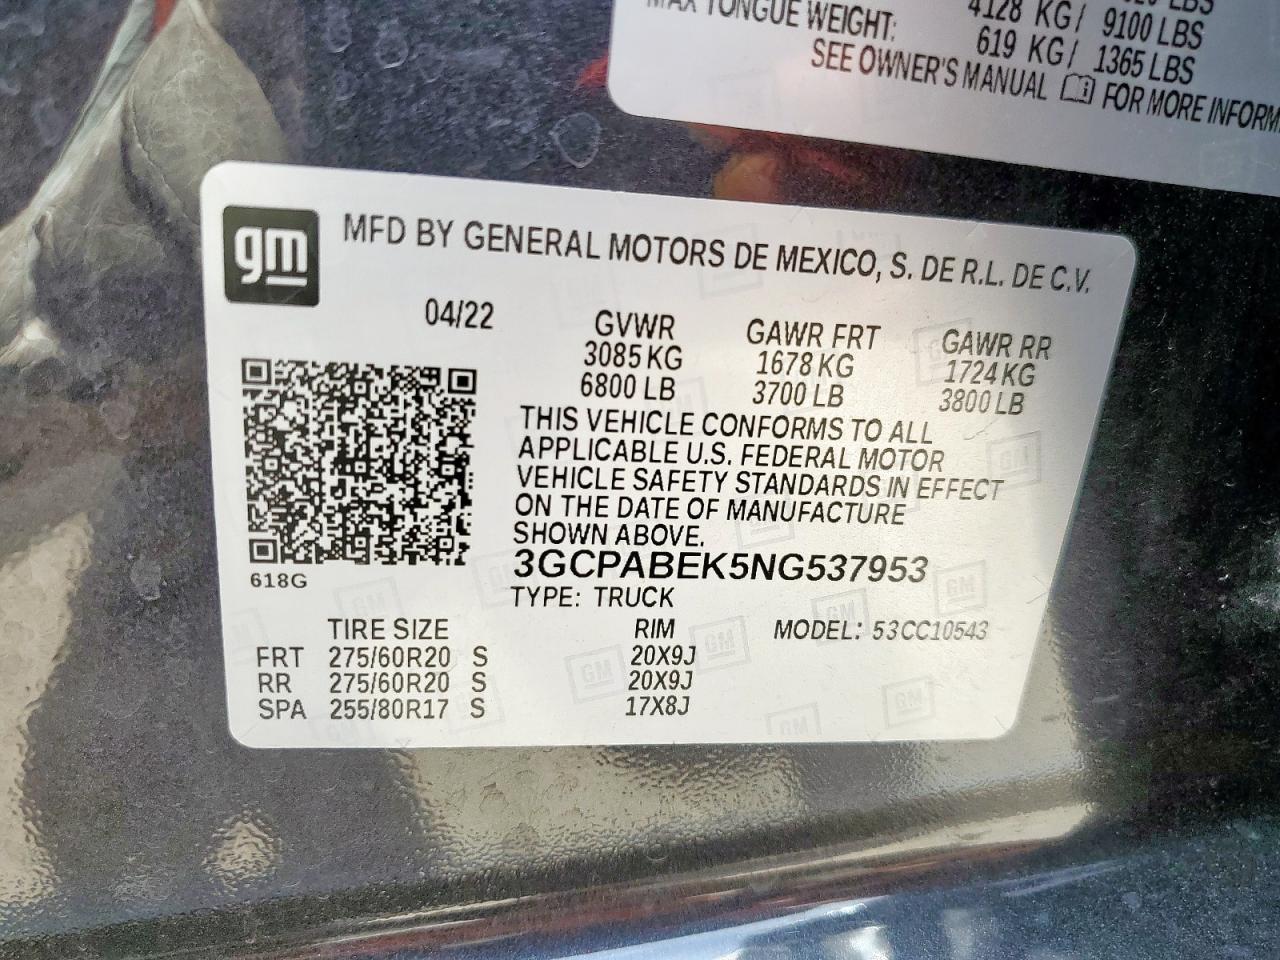 LBS
4128 KG/ 9100 LBS
TONGUE WEIGHT: 619 KG/ 1365 LBS
SEE OWNER'S MANUAL FOR MORE
gm
MFD BY GENERAL MOTORS DE MEXICO, S. DE R.L. DE C.V.
04/22 GVWR GAWR FRT GAWR RR
3085 KG 1678 KG 1724 KG
6800 LB 3700 LB 3800 LB
THIS VEHICLE CONFORMS TO ALL
APPLICABLE U.S. FEDERAL MOTOR
VEHICLE SAFETY STANDARDS IN EFFECT
ON THE DATE OF MANUFACTURE
SHOWN ABOVE.
3GCPABEK5NG537953
618G
TYPE: TRUCK
TIRE SIZE RIM MODEL: 53CC10543
FRT 275/60R20 S 20X9J
RR 275/60R20 S 20X9J
SPA 255/80R17 S 17X8J